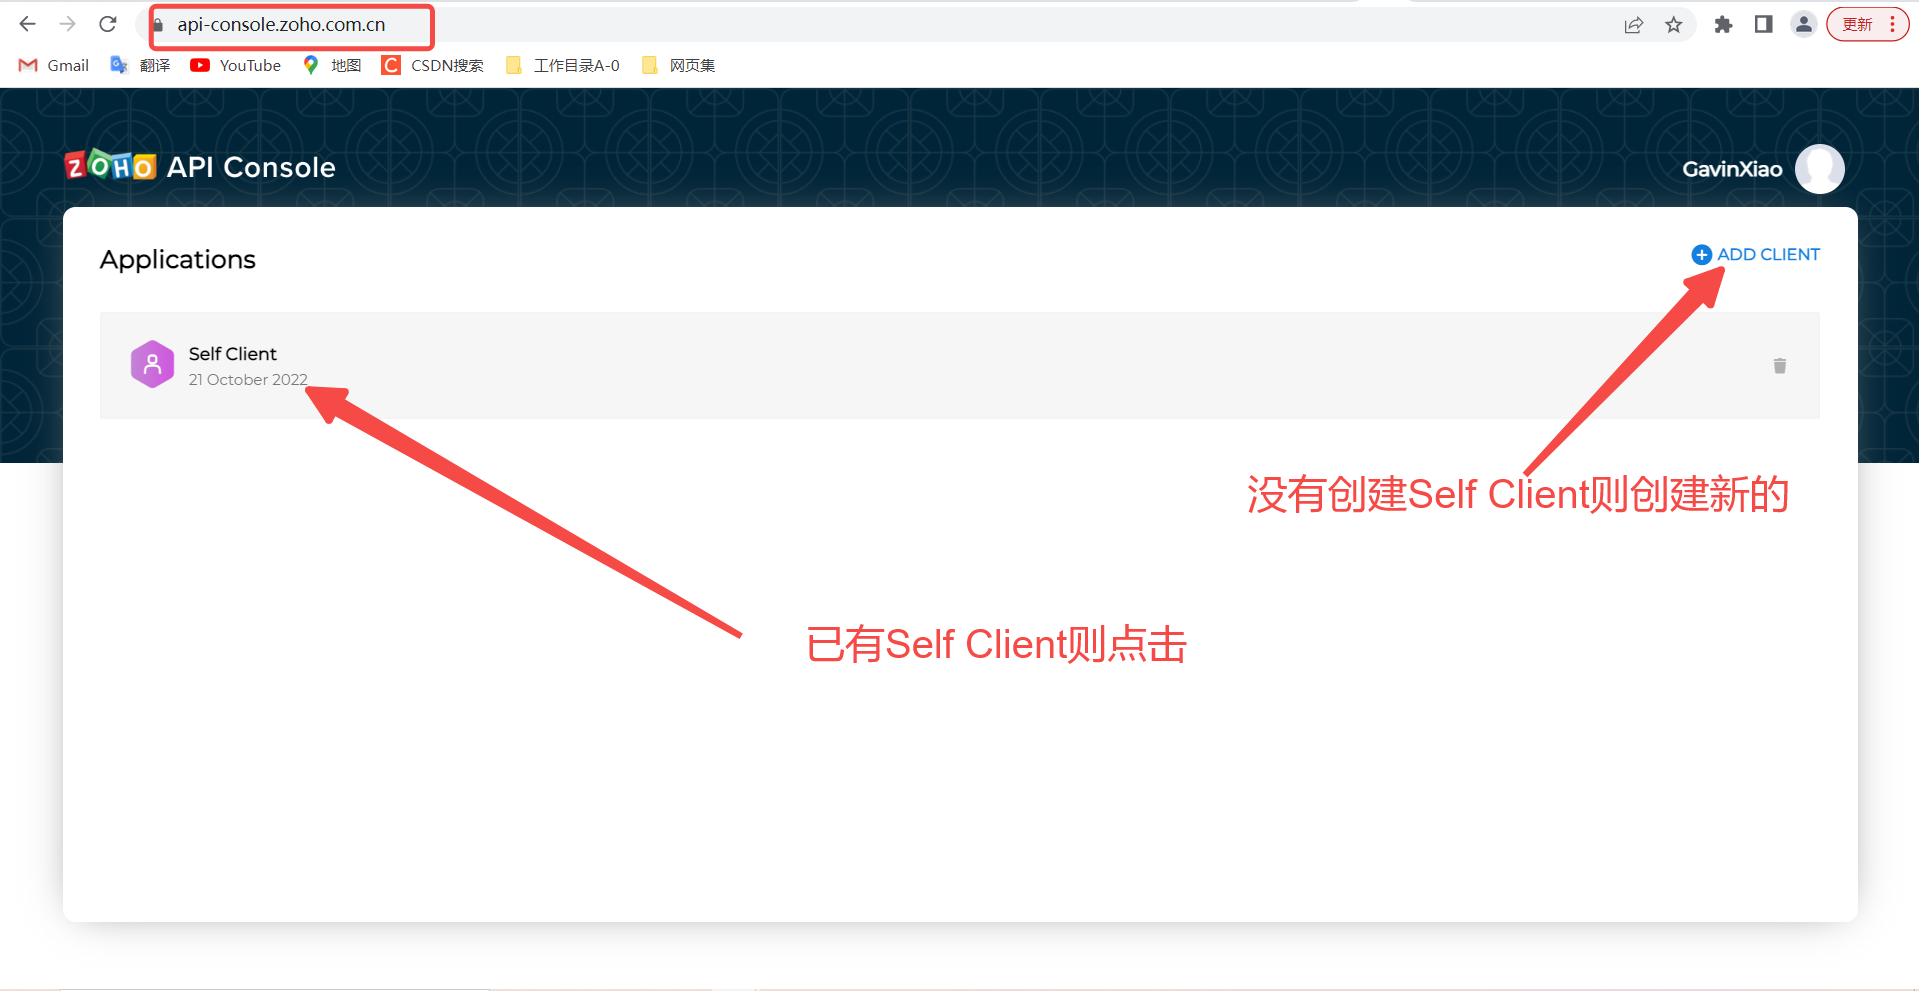 api-console.zoho.com.cn
更新
Gmail
翻译
YouTube
地图
C
CSDN搜索
工作目录A-0
网页集
ZOHO API Console
GavinXiao
Applications
ADD CLIENT
Self Client
21 October 2022
没有创建Self Client则创建新的
已有Self Client则点击